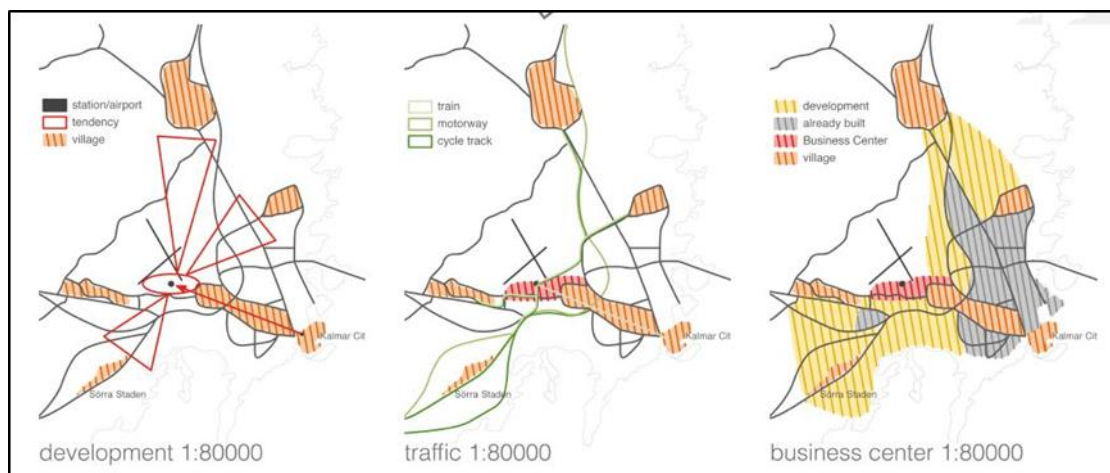 station/airport
tendency
village
Kalmar Cit
Sörra Staden
development 1:80000
train
motorway
cycle track
Kalmar Cit
Sörra Staden
traffic 1:80000
development
already built
Business Center
village
Kalmar Cit
Sörra Staden
business center 1:80000